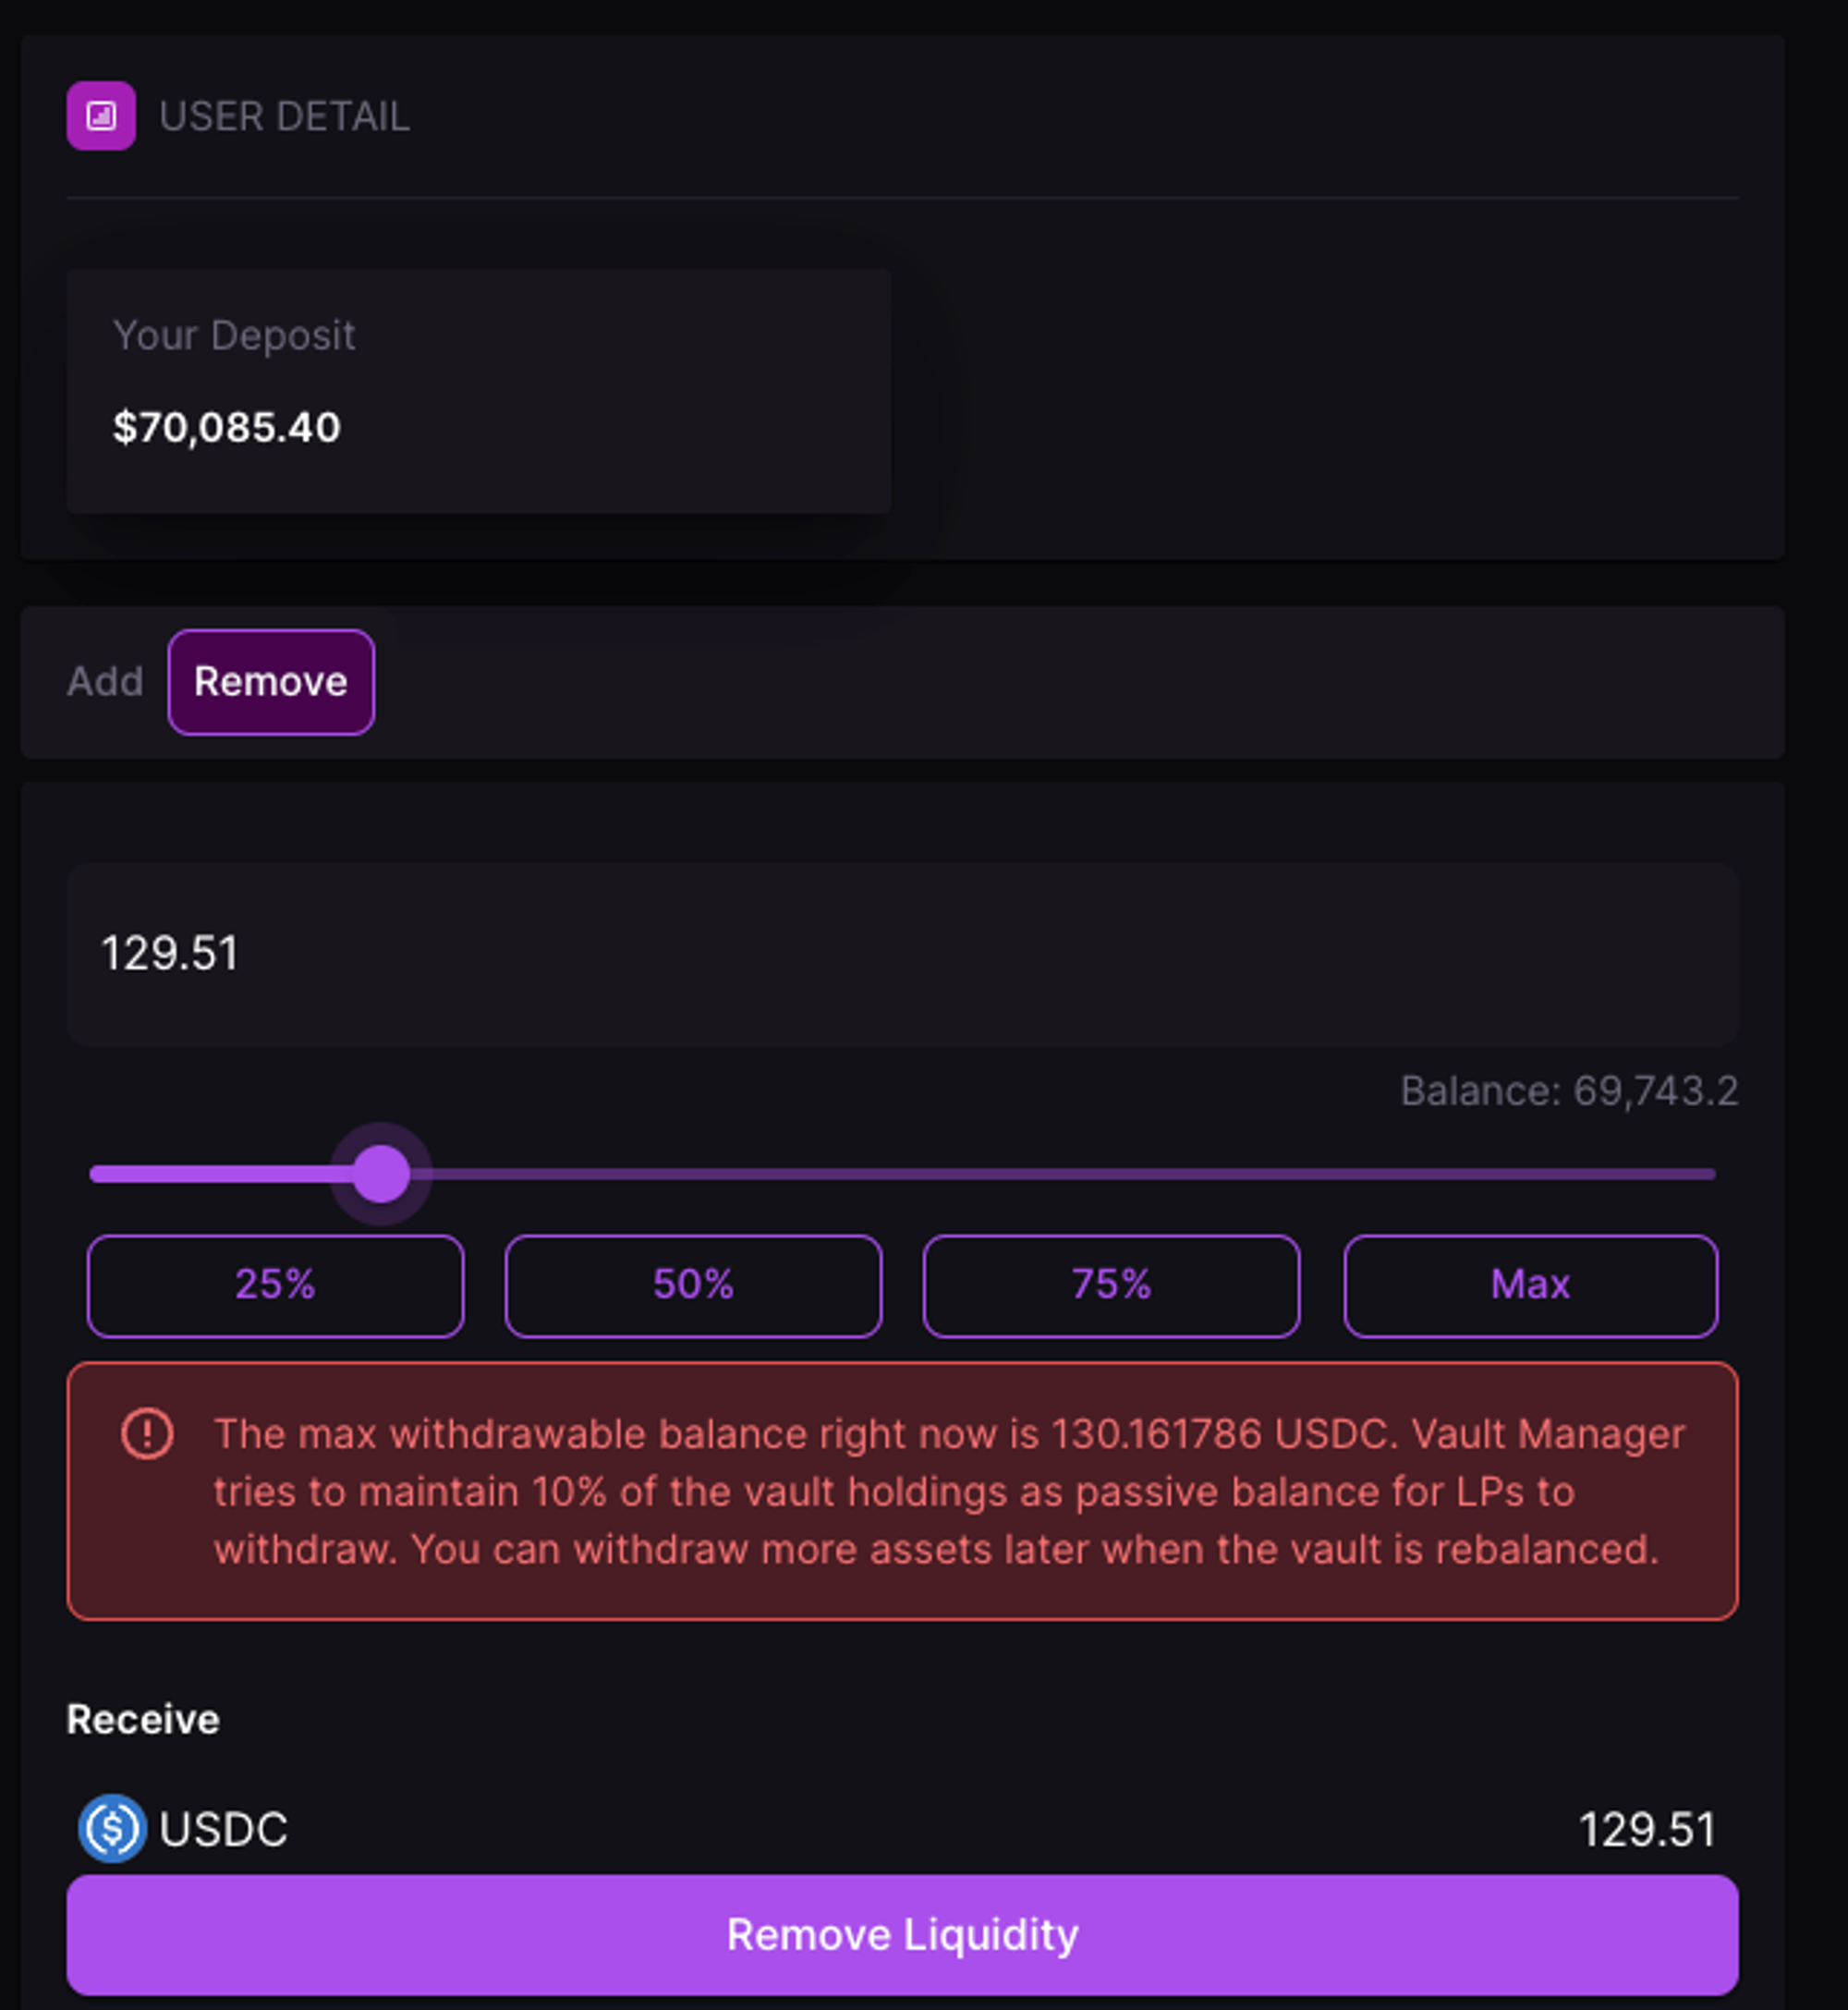 USER DETAIL
Your Deposit
$70,085.40
Add Remove
129.51
Balance: 69,743.2
25% 50% 75% Max
The max withdrawable balance right now is 130.161786 USDC. Vault Manager
tries to maintain 10% of the vault holdings as passive balance for LPs to
withdraw. You can withdraw more assets later when the vault is rebalanced.
Receive
USDC 129.51
Remove Liquidity